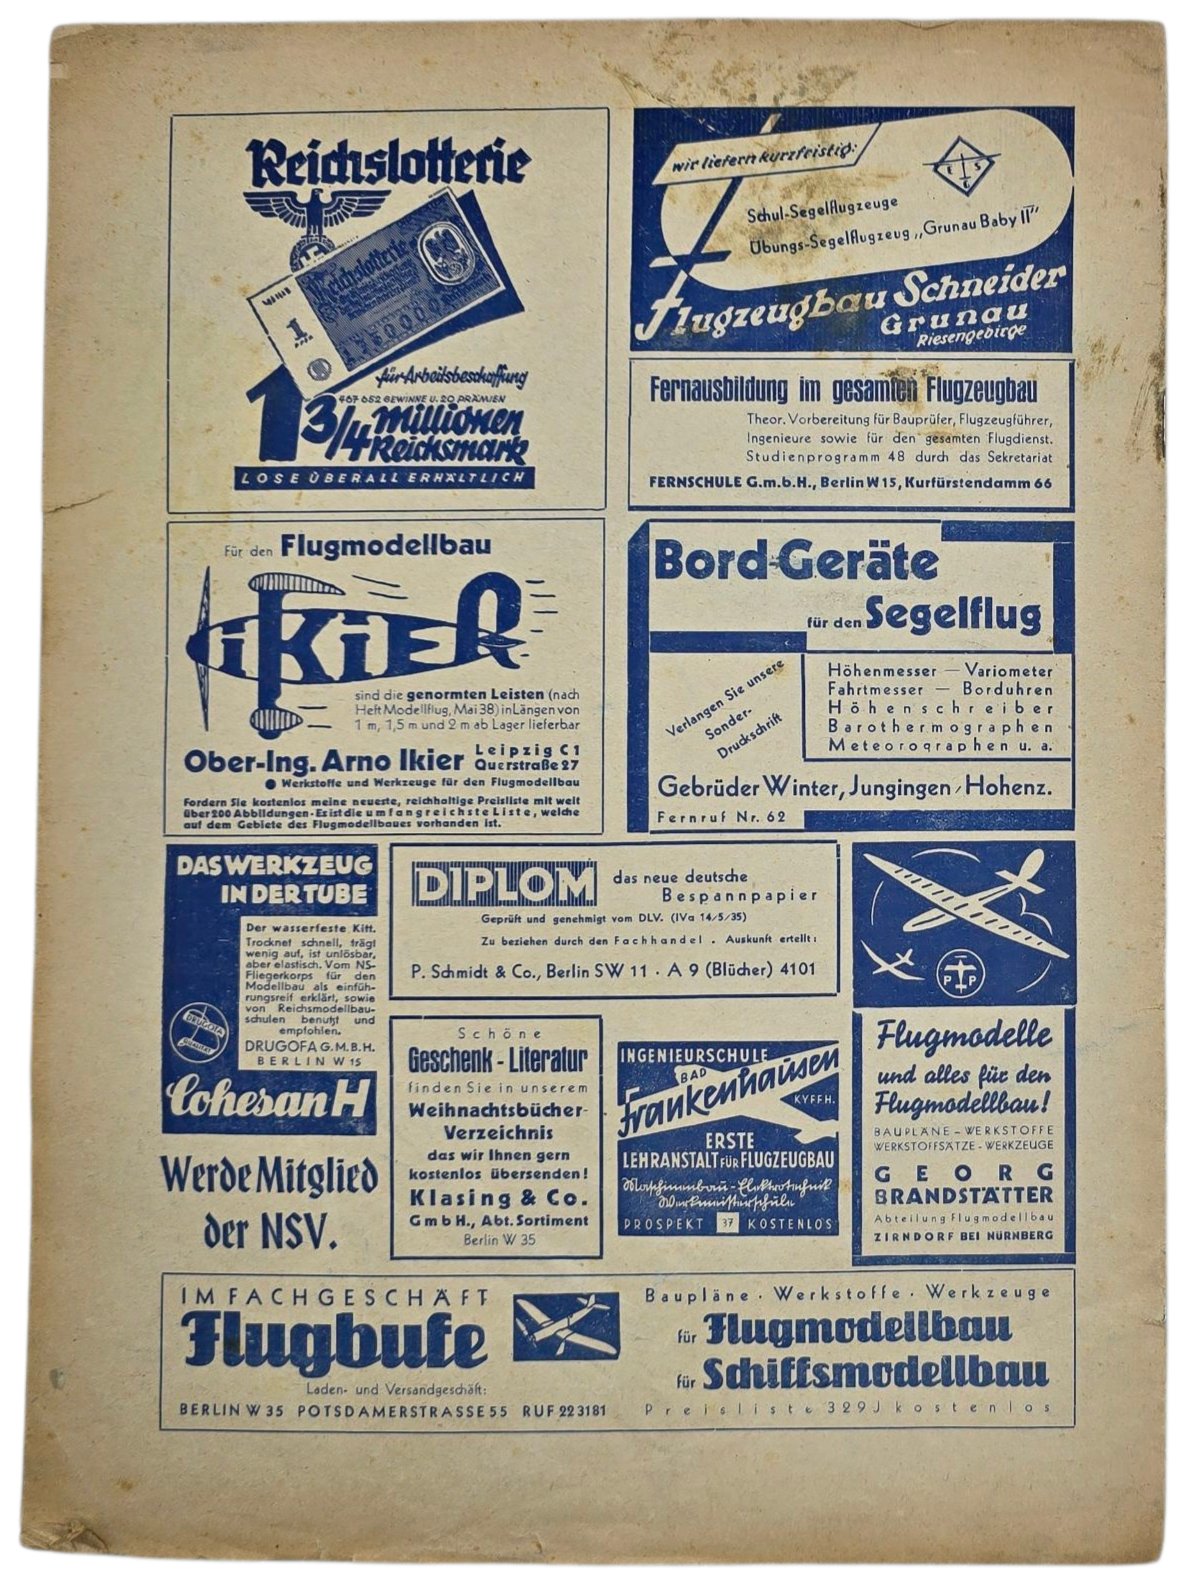 Reichslotterie
Reichslotterie
1
für Arbeitsbeschaffung
467 652 GEWINNE U. 20 PRÄMIEN
1 3/4 Millionen
Reichsmark
LOSE ÜBERALL ERHÄLTLICH
wir liefern kurzfristig:
E S G
Schul-Segelflugzeuge
Übungs-Segelflugzeug „Grunau Baby II“
Flugzeugbau Schneider
Grunau
Riesengebirge
Fernausbildung im gesamten Flugzeugbau
Theor. Vorbereitung für Bauprüfer, Flugzeugführer,
Ingenieure sowie für den gesamten Flugdienst.
Studienprogramm 48 durch das Sekretariat
FERNSCHULE G.m.b.H., Berlin W 15, Kurfürstendamm 66
Für den Flugmodellbau
IKIER
sind die genormten Leisten (nach
Heft Modellflug, Mai 38) in Längen von
1 m, 1,5 m und 2 m ab Lager lieferbar
Ober-Ing. Arno Ikier Leipzig C 1
Querstraße 27
● Werkstoffe und Werkzeuge für den Flugmodellbau
Fordern Sie kostenlos meine neueste, reichhaltige Preisliste mit weit
über 200 Abbildungen · Es ist die umfangreichste Liste, welche
auf dem Gebiete des Flugmodellbaues vorhanden ist.
Bord-Geräte
für den Segelflug
Verlangen Sie unsere
Sonder-
Druckschrift
Höhenmesser — Variometer
Fahrtmesser — Borduhren
Höhenschreiber
Barothermographen
Meteorographen u. a.
Gebrüder Winter, Jungingen / Hohenz.
Fernruf Nr. 62
DAS WERKZEUG
IN DER TUBE
Der wasserfeste Kitt.
Trocknet schnell, trägt
wenig auf, ist unlösbar,
aber elastisch. Vom NS-
Fliegerkorps für den
Modellbau als einfüh-
rungsreif erklärt, sowie
von Reichsmodellbau-
schulen benutzt und
empfohlen.
DRUGOFA G.M.B.H.
BERLIN W 15
DRUGOFA
Cohesan H
DIPLOM das neue deutsche
Bespannpapier
Geprüft und genehmigt vom DLV. (IVa 14/5/35)
Zu beziehen durch den Fachhandel . Auskunft erteilt:
P. Schmidt & Co., Berlin SW 11 · A 9 (Blücher) 4101
P P
Flugmodelle
und alles für den
Flugmodellbau!
BAUPLÄNE – WERKSTOFFE
WERKSTOFFSÄTZE – WERKZEUGE
GEORG
BRANDSTÄTTER
Abteilung Flugmodellbau
ZIRNDORF BEI NÜRNBERG
Schöne
Geschenk-Literatur
finden Sie in unserem
Weihnachtsbücher-
Verzeichnis
das wir Ihnen gern
kostenlos übersenden!
Klasing & Co.
GmbH., Abt. Sortiment
Berlin W 35
INGENIEURSCHULE
BAD
Frankenhausen
KYFFH.
ERSTE
LEHRANSTALT FÜR FLUGZEUGBAU
Maschinenbau-Elektrotechnik
Werkmeisterschule
PROSPEKT 37 KOSTENLOS
Werde Mitglied
der NSV.
IM FACHGESCHÄFT
Flugbufe
Laden- und Versandgeschäft:
BERLIN W 35 POTSDAMERSTRASSE 55 RUF 22 3181
Baupläne · Werkstoffe · Werkzeuge
für Flugmodellbau
für Schiffsmodellbau
Preisliste 329J kostenlos